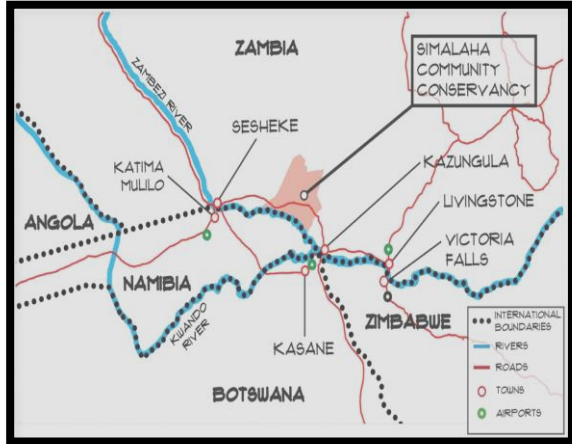 ZAMBIA
SIMALAHA
COMMUNITY
CONSERVANCY
ZAMBEZI RIVER
SESHEKE
KATIMA
MULILO
KAZUNGULA
ANGOLA
LIVINGSTONE
VICTORIA
FALLS
NAMIBIA
KWANDO
RIVER
ZIMBABWE
KASANE
BOTSWANA
INTERNATIONAL
BOUNDARIES
RIVERS
ROADS
TOWNS
AIRPORTS